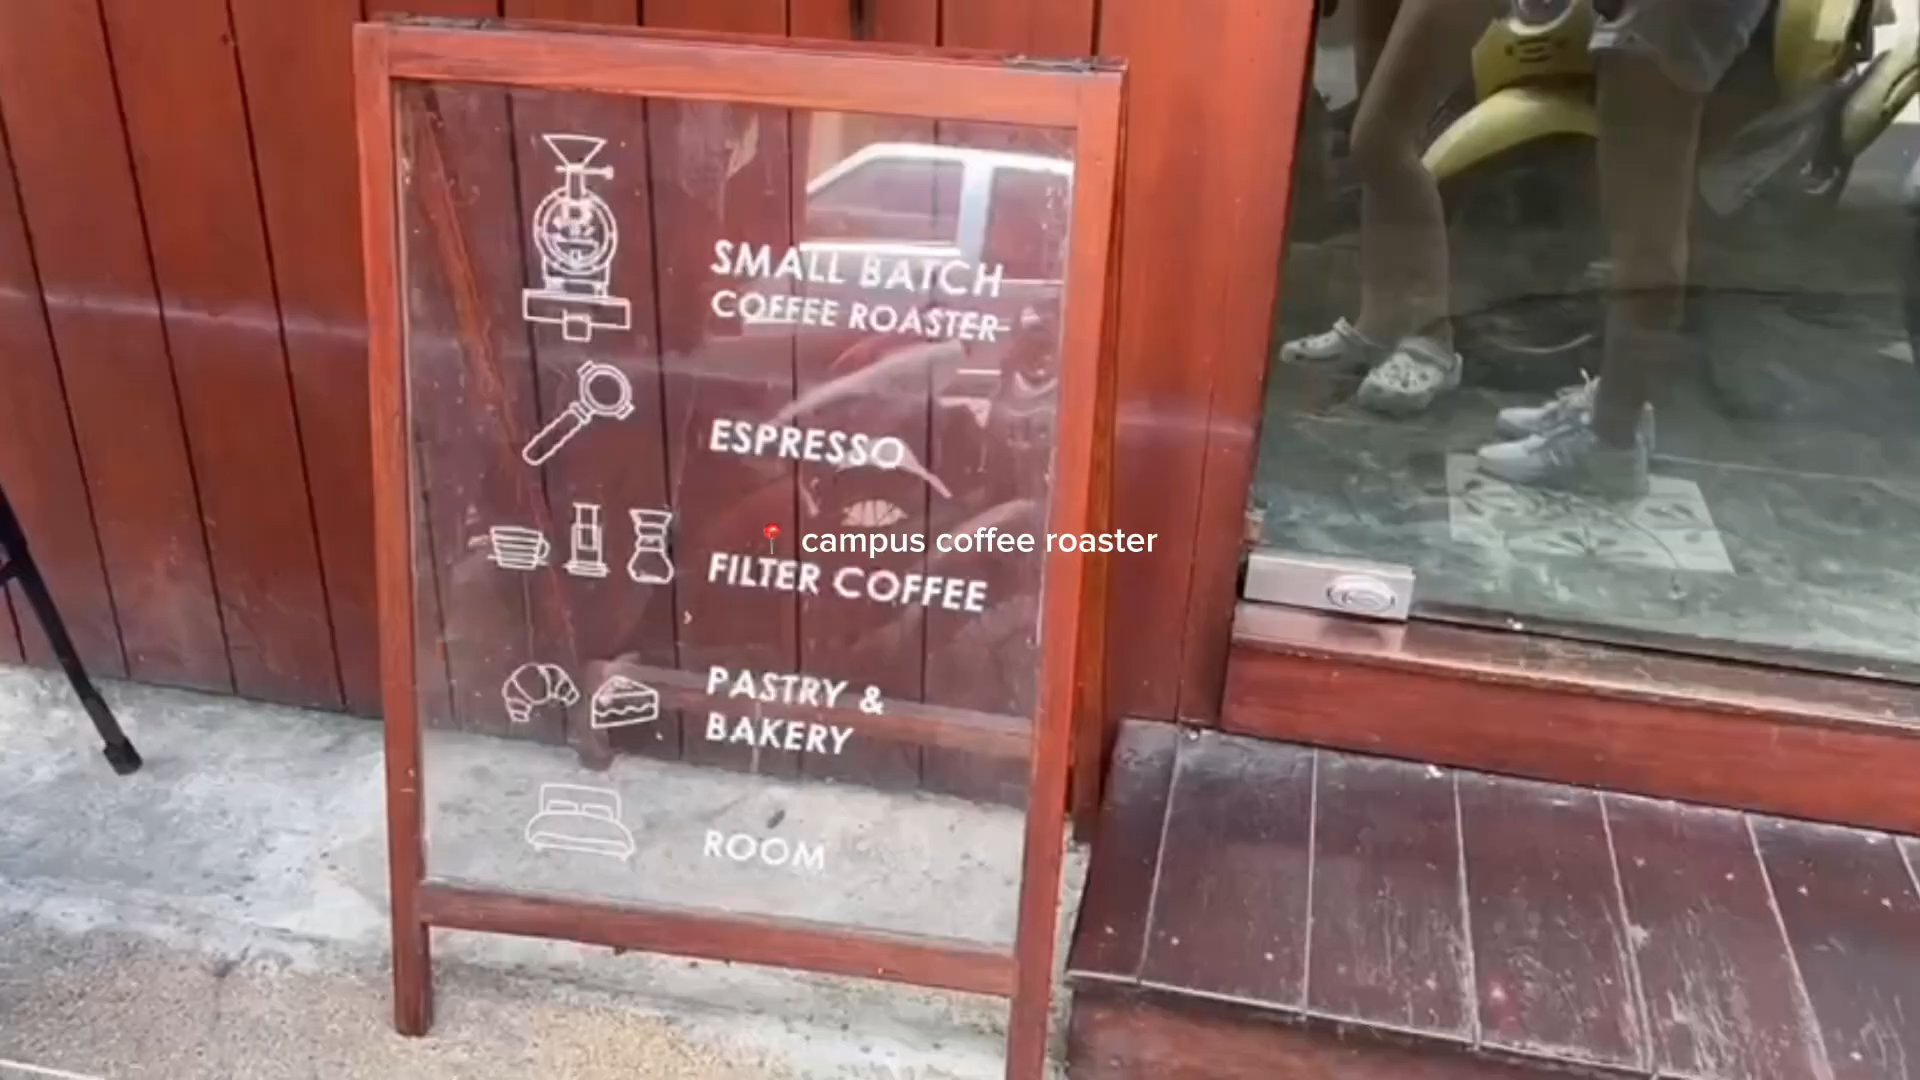 SMALL BATCH
COFFEE ROASTER
ESPRESSO
📍 campus coffee roaster
FILTER COFFEE
PASTRY &
BAKERY
ROOM